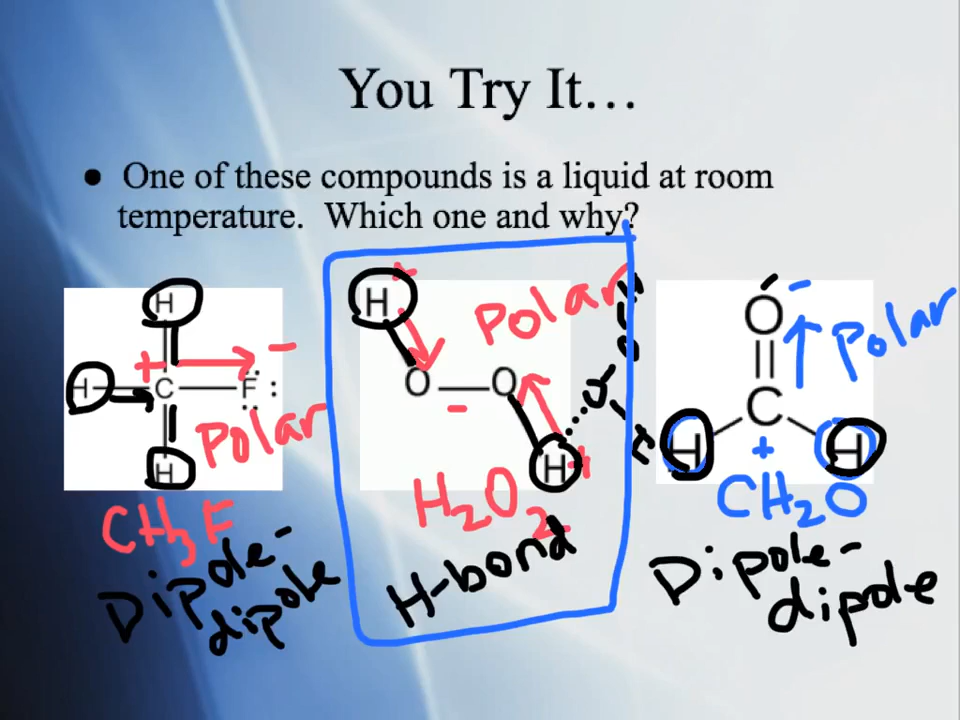 You Try It…
● One of these compounds is a liquid at room
temperature. Which one and why?
H
H C F
H
+ -
Polar
CH3F
Dipole-
dipole
H
O O
H
+ - +
Polar
H2O2
H-bond
O
C
H H
- +
Polar
CH2O
Dipole-
dipole